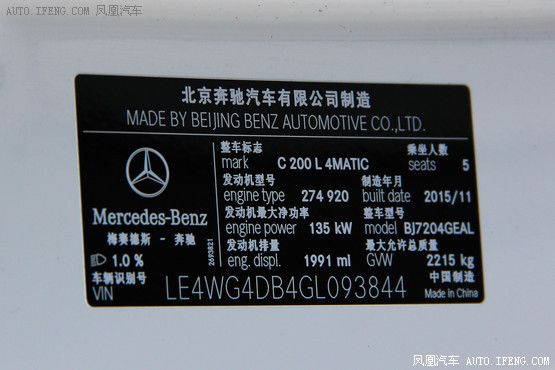 AUTO.IFENG.COM 凤凰汽车
北京奔驰汽车有限公司制造
MADE BY BEIJING BENZ AUTOMOTIVE CO.,LTD.
整车标志 乘坐人数
mark C 200 L 4MATIC seats 5
发动机型号 制造年月
engine type 274 920 built date 2015/11
发动机最大净功率 整车型号
engine power 135 kW model BJ7204GEAL
发动机排量 最大允许总质量
eng. displ. 1991 ml GVW 2215 kg
Mercedes-Benz
梅赛德斯 - 奔驰
2693821
1.0 %
车辆识别号 中国制造
VIN LE4WG4DB4GL093844 Made in China
凤凰汽车 AUTO.IFENG.COM